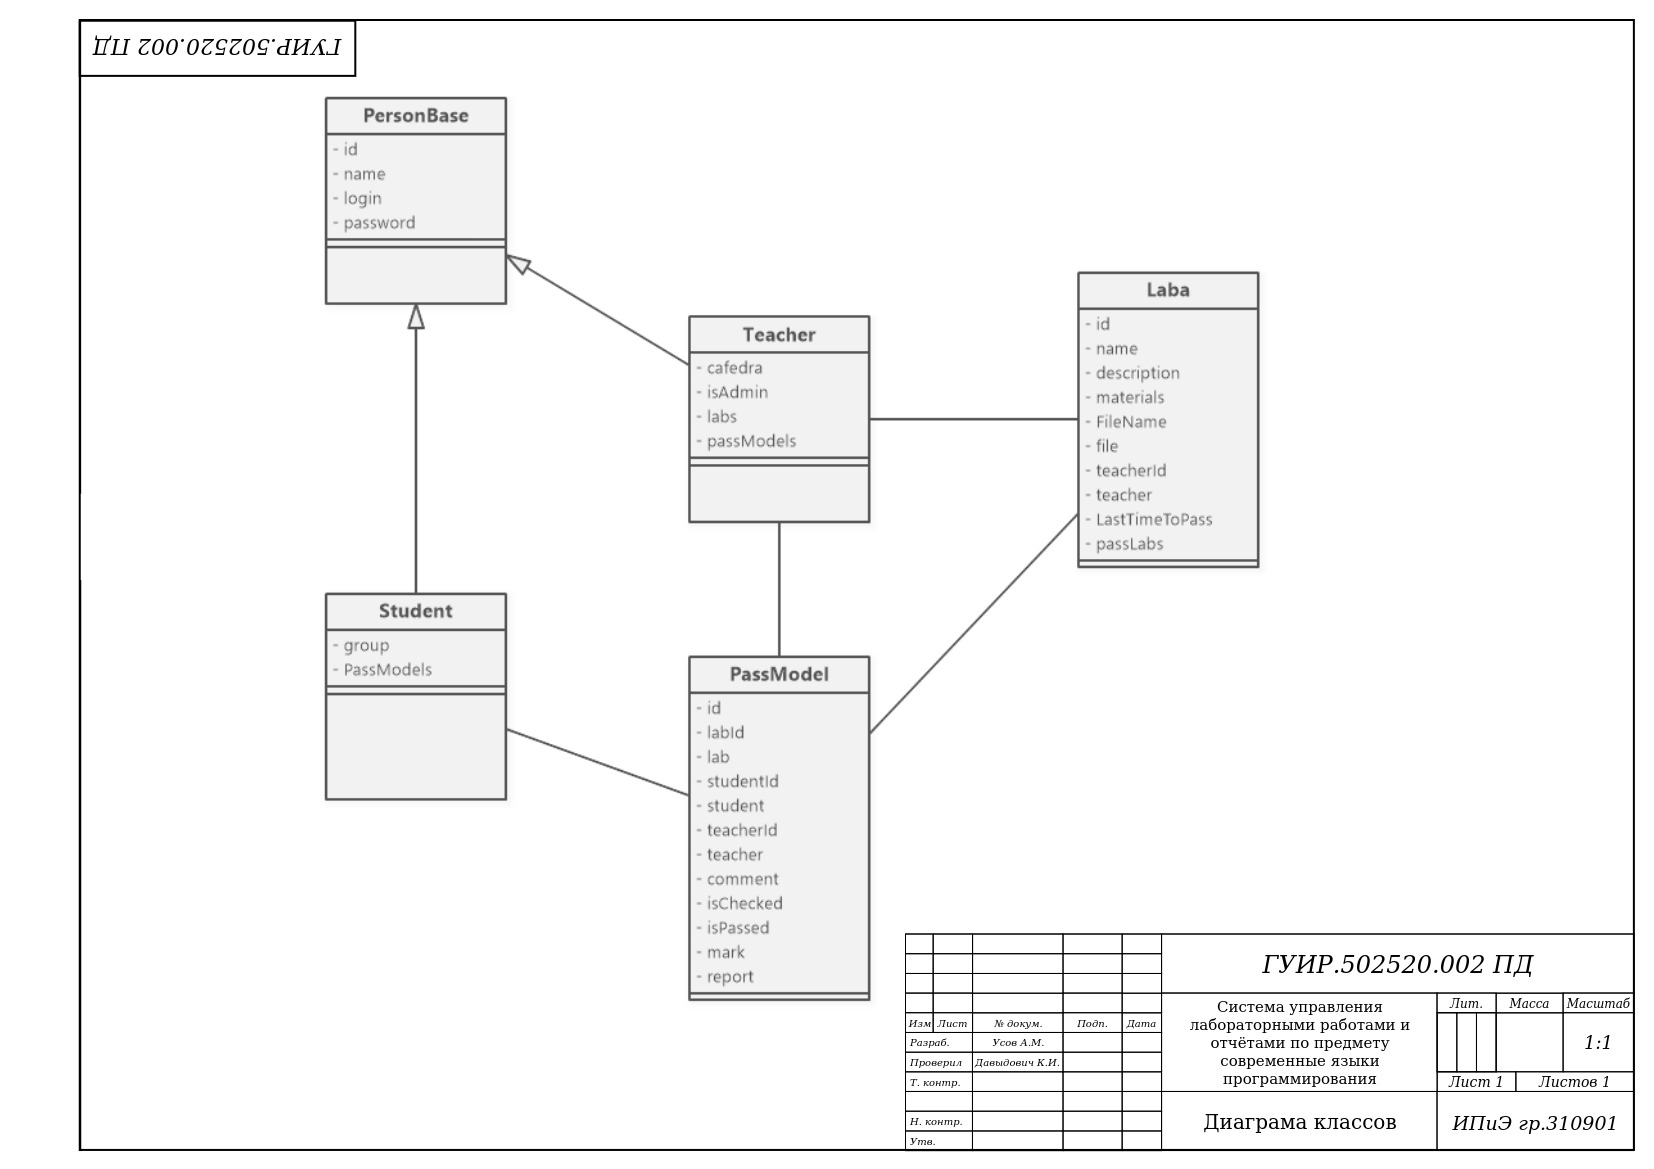 ГУИР.502520.002 ПД
PersonBase
- id
- name
- login
- password
Teacher
- cafedra
- isAdmin
- labs
- passModels
Laba
- id
- name
- description
- materials
- FileName
- file
- teacherId
- teacher
- LastTimeToPass
- passLabs
Student
- group
- PassModels
PassModel
- id
- labId
- lab
- studentId
- student
- teacherId
- teacher
- comment
- isChecked
- isPassed
- mark
- report
ГУИР.502520.002 ПД
Изм Лист № докум. Подп. Дата
Разраб. Усов А.М.
Проверил Давыдович К.И.
Т. контр.
Н. контр.
Утв.
Система управления
лабораторными работами и
отчётами по предмету
современные языки
программирования
Лит. Масса Масштаб
1:1
Лист 1 Листов 1
Диаграма классов
ИПиЭ гр.310901